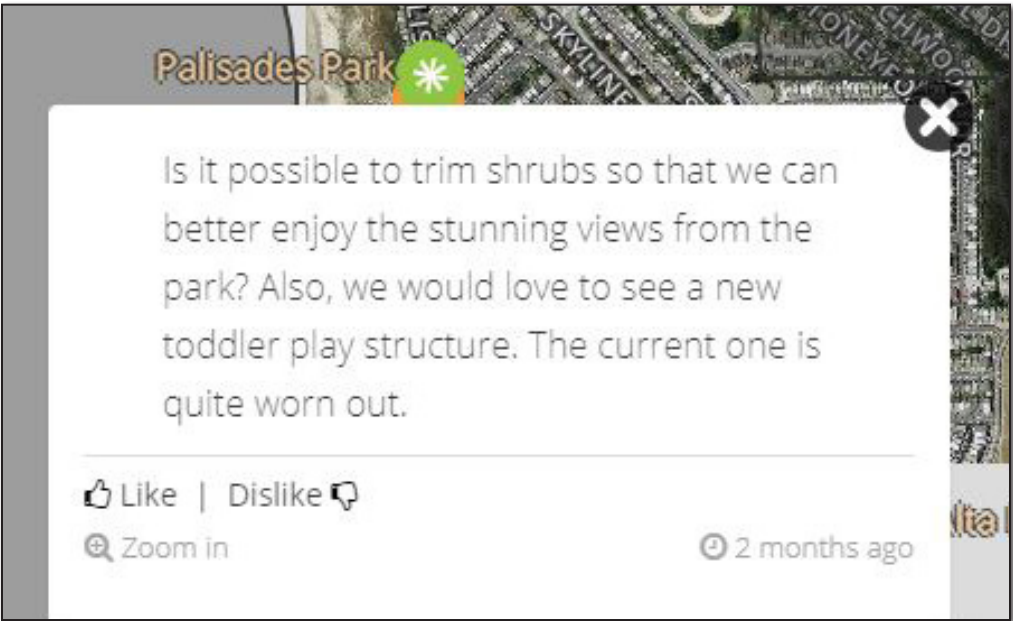 Palisades Park
SKYLINE
Is it possible to trim shrubs so that we can
better enjoy the stunning views from the
park? Also, we would love to see a new
toddler play structure. The current one is
quite worn out.
Like | Dislike
Zoom in
2 months ago